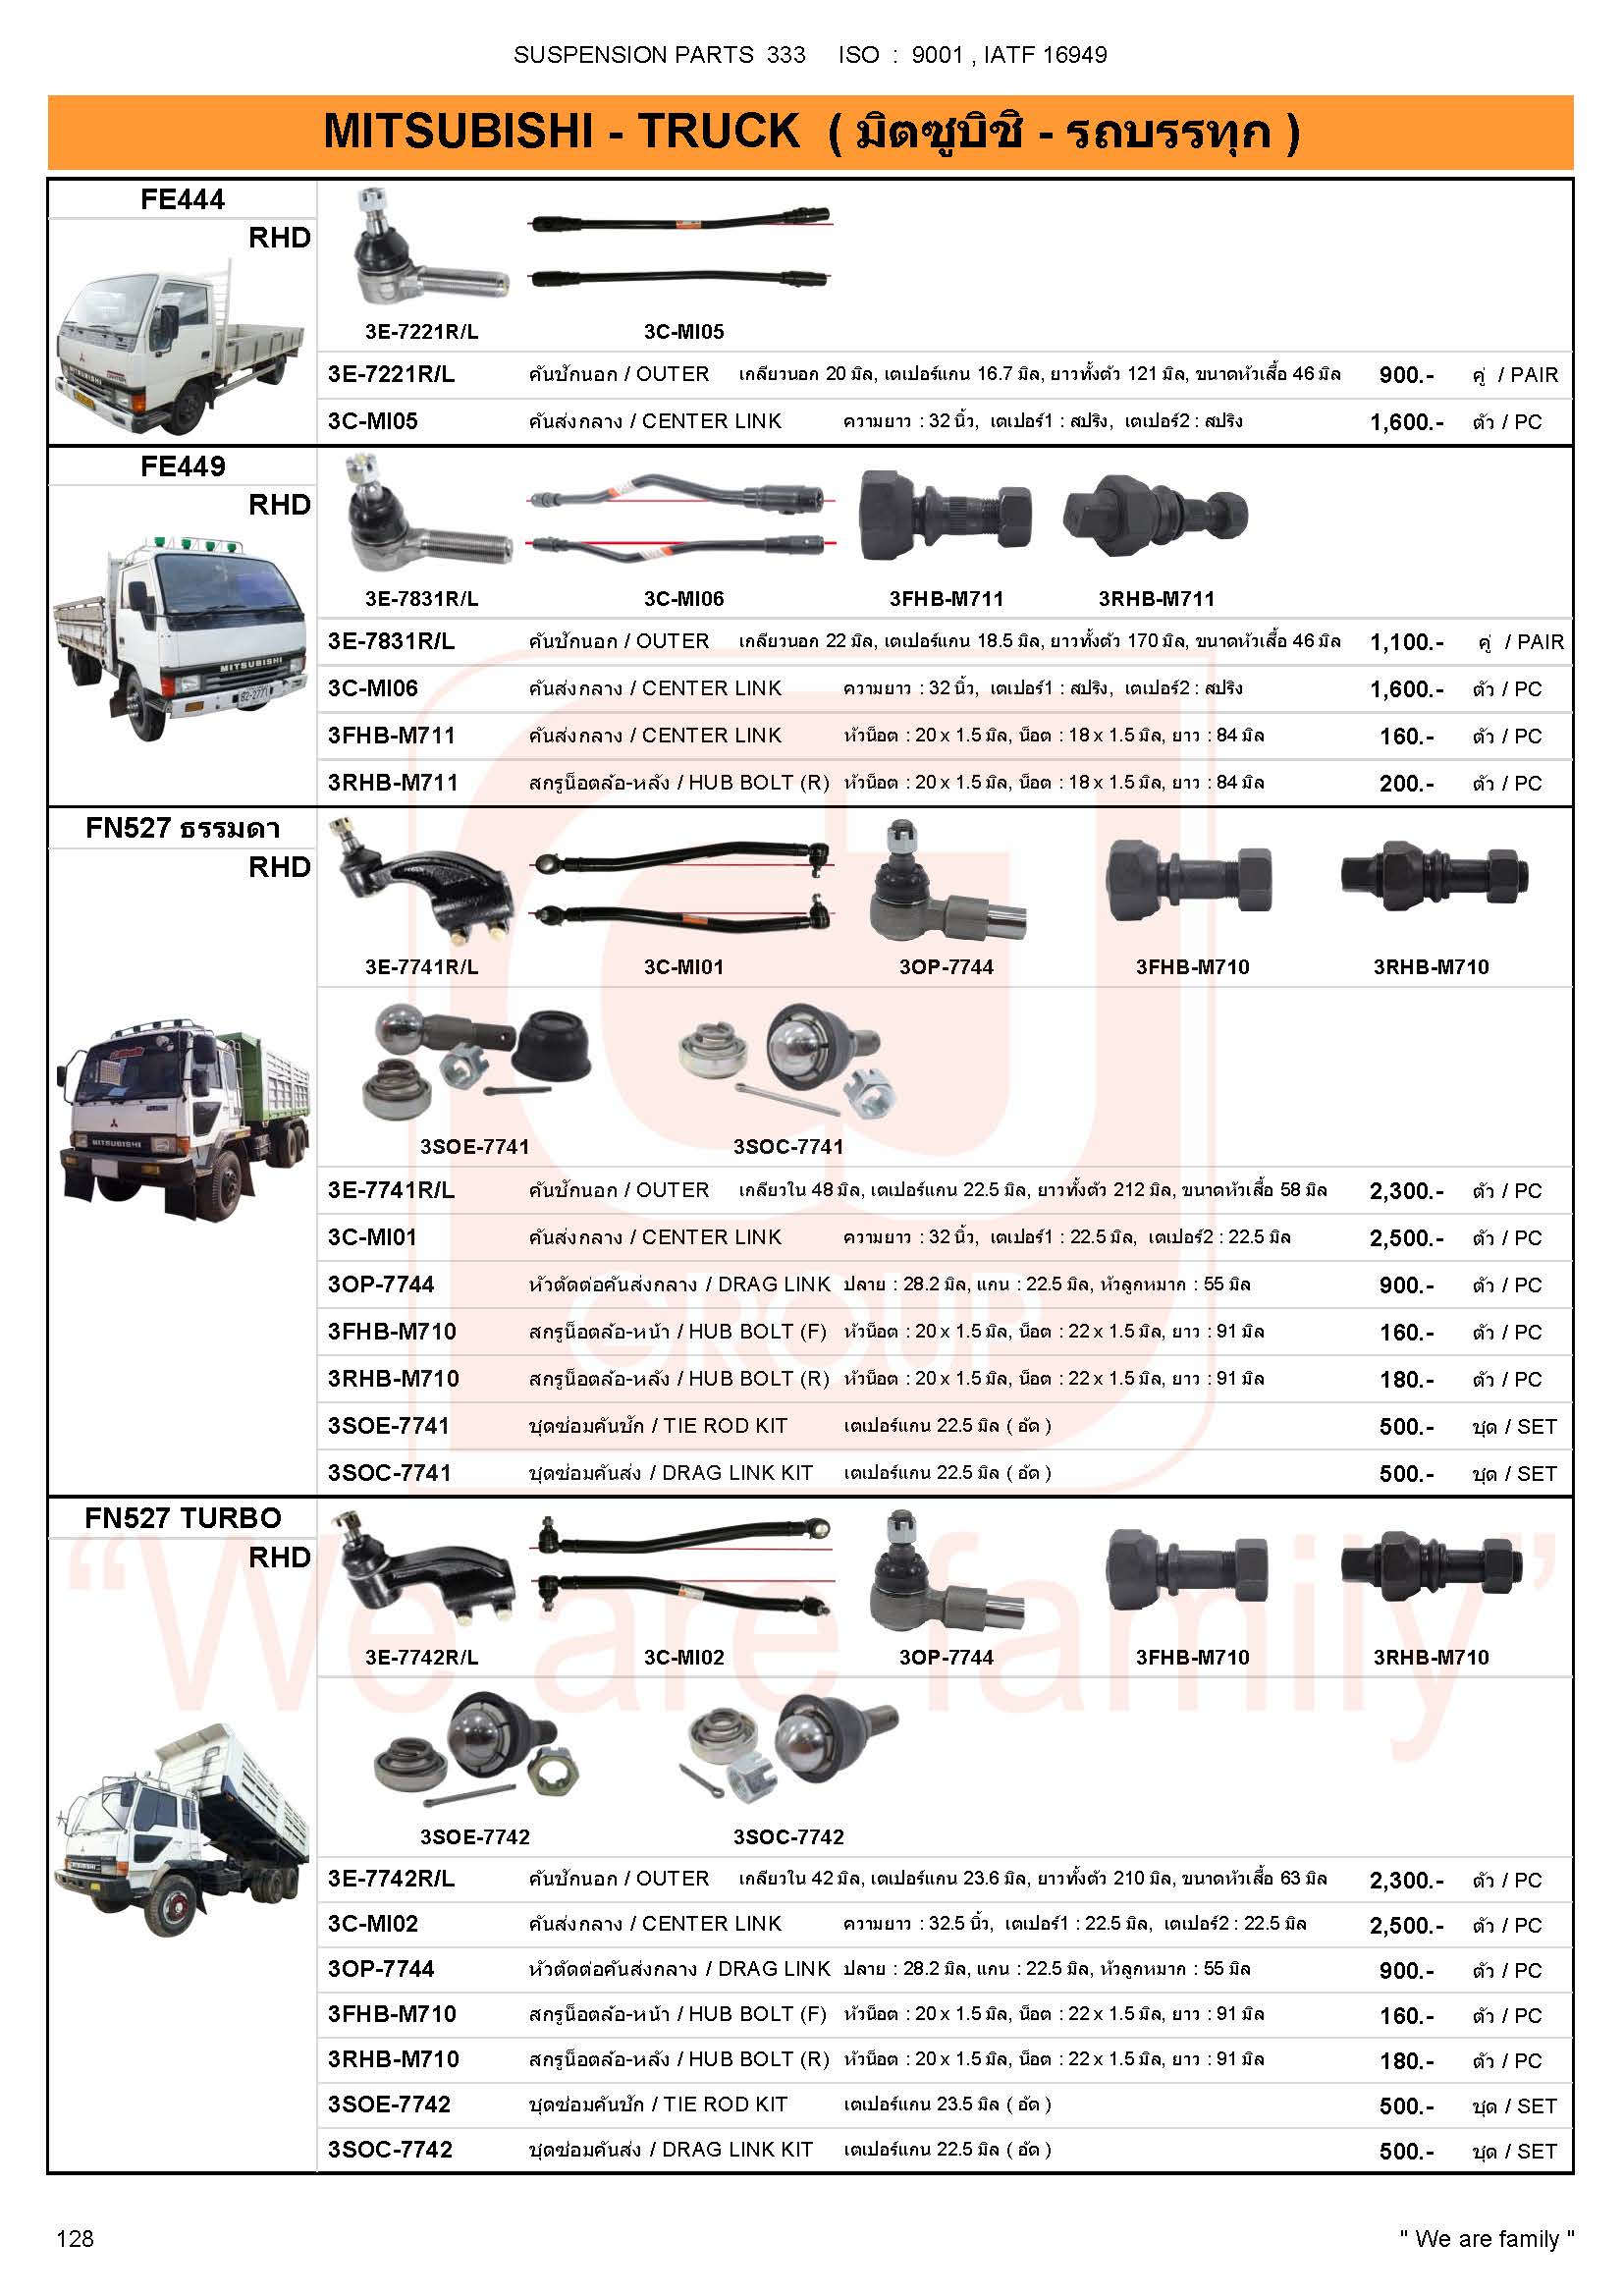 SUSPENSION PARTS 333 ISO : 9001 , IATF 16949
MITSUBISHI - TRUCK ( มิตซูบิชิ - รถบรรทุก )
FE444
RHD
3E-7221R/L 3C-MI05
3E-7221R/L คันชักนอก / OUTER เกลียวนอก 20 มิล, เตเปอร์แกน 16.7 มิล, ยาวทั้งตัว 121 มิล, ขนาดหัวเสื้อ 46 มิล 900.- คู่ / PAIR
3C-MI05 คันส่งกลาง / CENTER LINK ความยาว : 32 นิ้ว, เตเปอร์1 : สปริง, เตเปอร์2 : สปริง 1,600.- ตัว / PC
FE449
RHD
3E-7831R/L 3C-MI06 3FHB-M711 3RHB-M711
3E-7831R/L คันชักนอก / OUTER เกลียวนอก 22 มิล, เตเปอร์แกน 18.5 มิล, ยาวทั้งตัว 170 มิล, ขนาดหัวเสื้อ 46 มิล 1,100.- คู่ / PAIR
3C-MI06 คันส่งกลาง / CENTER LINK ความยาว : 32 นิ้ว, เตเปอร์1 : สปริง, เตเปอร์2 : สปริง 1,600.- ตัว / PC
3FHB-M711 คันส่งกลาง / CENTER LINK หัวน็อต : 20 x 1.5 มิล, น็อต : 18 x 1.5 มิล, ยาว : 84 มิล 160.- ตัว / PC
3RHB-M711 สกรูน็อตล้อ-หลัง / HUB BOLT (R) หัวน็อต : 20 x 1.5 มิล, น็อต : 18 x 1.5 มิล, ยาว : 84 มิล 200.- ตัว / PC
FN527 ธรรมดา
RHD
3E-7741R/L 3C-MI01 3OP-7744 3FHB-M710 3RHB-M710
3SOE-7741 3SOC-7741
3E-7741R/L คันชักนอก / OUTER เกลียวใน 48 มิล, เตเปอร์แกน 22.5 มิล, ยาวทั้งตัว 212 มิล, ขนาดหัวเสื้อ 58 มิล 2,300.- ตัว / PC
3C-MI01 คันส่งกลาง / CENTER LINK ความยาว : 32 นิ้ว, เตเปอร์1 : 22.5 มิล, เตเปอร์2 : 22.5 มิล 2,500.- ตัว / PC
3OP-7744 หัวตัดต่อคันส่งกลาง / DRAG LINK ปลาย : 28.2 มิล, แกน : 22.5 มิล, หัวลูกหมาก : 55 มิล 900.- ตัว / PC
3FHB-M710 สกรูน็อตล้อ-หน้า / HUB BOLT (F) หัวน็อต : 20 x 1.5 มิล, น็อต : 22 x 1.5 มิล, ยาว : 91 มิล 160.- ตัว / PC
3RHB-M710 สกรูน็อตล้อ-หลัง / HUB BOLT (R) หัวน็อต : 20 x 1.5 มิล, น็อต : 22 x 1.5 มิล, ยาว : 91 มิล 180.- ตัว / PC
3SOE-7741 ชุดซ่อมคันชัก / TIE ROD KIT เตเปอร์แกน 22.5 มิล ( อัด ) 500.- ชุด / SET
3SOC-7741 ชุดซ่อมคันส่ง / DRAG LINK KIT เตเปอร์แกน 22.5 มิล ( อัด ) 500.- ชุด / SET
GROUP
FN527 TURBO
RHD
"We are family"
3E-7742R/L 3C-MI02 3OP-7744 3FHB-M710 3RHB-M710
3SOE-7742 3SOC-7742
3E-7742R/L คันชักนอก / OUTER เกลียวใน 42 มิล, เตเปอร์แกน 23.6 มิล, ยาวทั้งตัว 210 มิล, ขนาดหัวเสื้อ 63 มิล 2,300.- ตัว / PC
3C-MI02 คันส่งกลาง / CENTER LINK ความยาว : 32.5 นิ้ว, เตเปอร์1 : 22.5 มิล, เตเปอร์2 : 22.5 มิล 2,500.- ตัว / PC
3OP-7744 หัวตัดต่อคันส่งกลาง / DRAG LINK ปลาย : 28.2 มิล, แกน : 22.5 มิล, หัวลูกหมาก : 55 มิล 900.- ตัว / PC
3FHB-M710 สกรูน็อตล้อ-หน้า / HUB BOLT (F) หัวน็อต : 20 x 1.5 มิล, น็อต : 22 x 1.5 มิล, ยาว : 91 มิล 160.- ตัว / PC
3RHB-M710 สกรูน็อตล้อ-หลัง / HUB BOLT (R) หัวน็อต : 20 x 1.5 มิล, น็อต : 22 x 1.5 มิล, ยาว : 91 มิล 180.- ตัว / PC
3SOE-7742 ชุดซ่อมคันชัก / TIE ROD KIT เตเปอร์แกน 23.5 มิล ( อัด ) 500.- ชุด / SET
3SOC-7742 ชุดซ่อมคันส่ง / DRAG LINK KIT เตเปอร์แกน 22.5 มิล ( อัด ) 500.- ชุด / SET
128 " We are family "